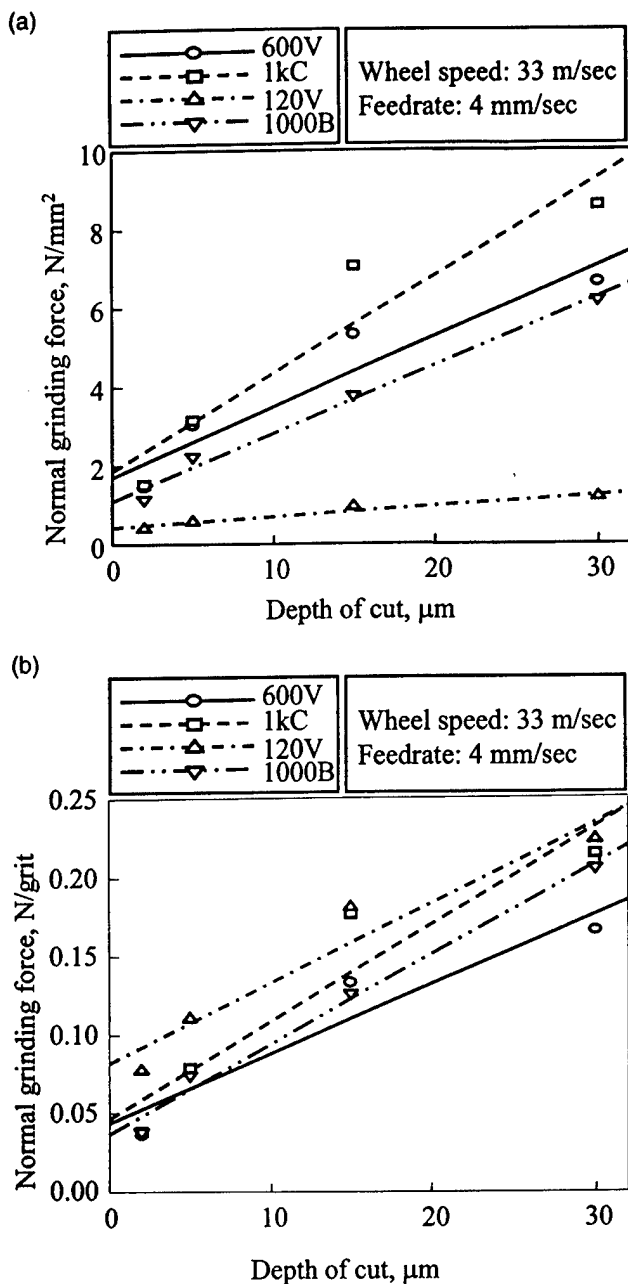 (a)
600V
1kC
120V
1000B
Wheel speed: 33 m/sec
Feedrate: 4 mm/sec
Normal grinding force, N/mm²
10
8
6
4
2
0
0
10
20
30
Depth of cut, μm
(b)
600V
1kC
120V
1000B
Wheel speed: 33 m/sec
Feedrate: 4 mm/sec
Normal grinding force, N/grit
0.25
0.20
0.15
0.10
0.05
0.00
0
10
20
30
Depth of cut, μm